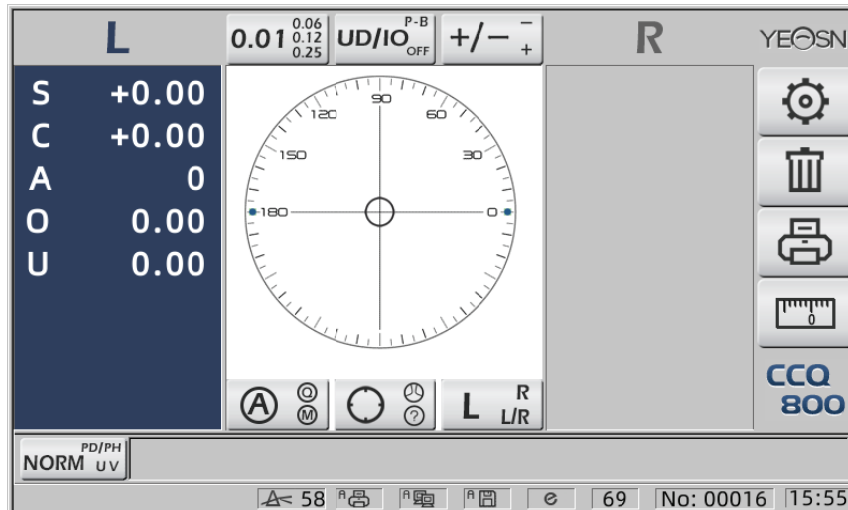 L
0.01 0.06 0.12 0.25
UD/IO P-B OFF
+/− − +
R
YEOSN
S +0.00
C +0.00
A 0
O 0.00
U 0.00
90
120 60
150 30
180 0
0
A Q M
?
L R L/R
CCQ
800
NORM PD/PH UV
58 A A A e 69 No: 00016 15:55